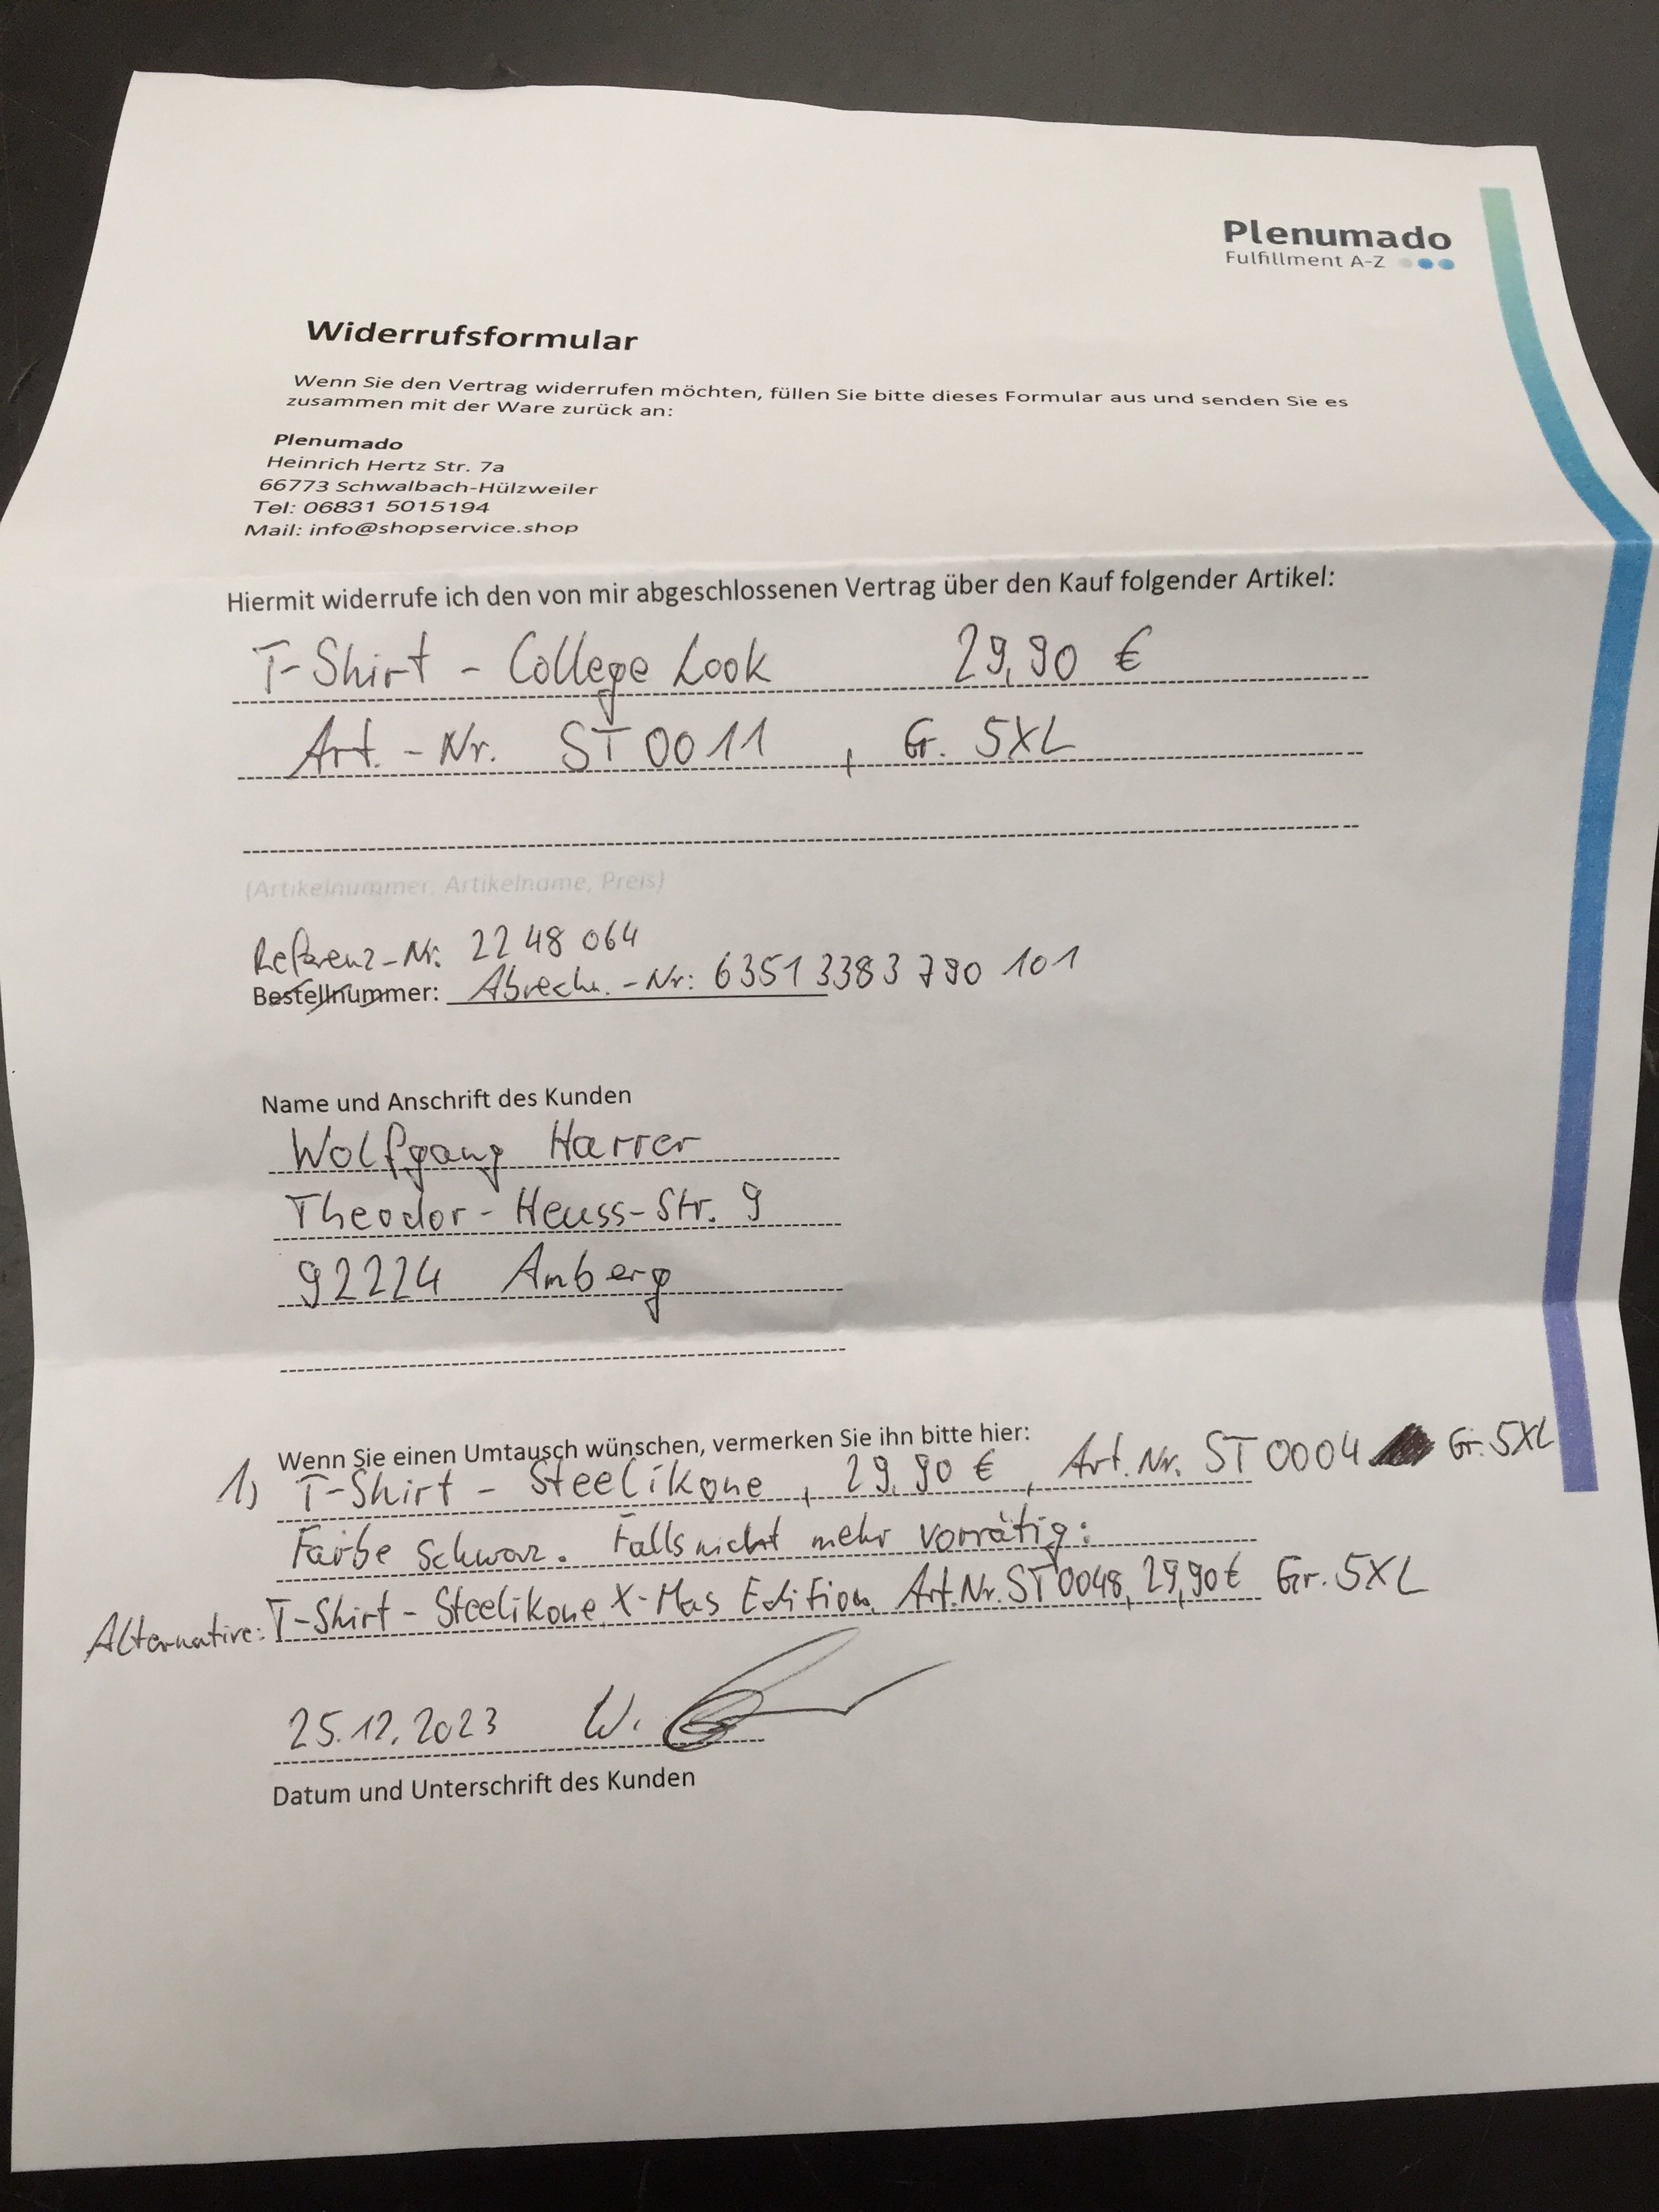 Plenumado
Fulfillment A-Z
Widerrufsformular
Wenn Sie den Vertrag widerrufen möchten, füllen Sie bitte dieses Formular aus und senden Sie es
zusammen mit der Ware zurück an:
Plenumado
Heinrich Hertz Str. 7a
66773 Schwalbach-Hülzweiler
Tel: 06831 5015194
Mail: info@shopservice.shop
Hiermit widerrufe ich den von mir abgeschlossenen Vertrag über den Kauf folgender Artikel:
T-Shirt - College Look 29,90 €
Art.-Nr. ST0011, Gr. 5XL
(Artikelnummer, Artikelname, Preis)
Referenz-Nr. 2248064
Bestellnummer: Abrechn.-Nr: 63513383790101
Name und Anschrift des Kunden
Wolfgang Harrer
Theodor-Heuss-Str. 9
92224 Amberg
Wenn Sie einen Umtausch wünschen, vermerken Sie ihn bitte hier:
1) T-Shirt - Steelikone, 29,90 €, Art.Nr. ST0004 Gr. 5XL
Farbe schwarz. Falls nicht mehr vorrätig:
Alternative: T-Shirt - Steelikone X-Mas Edition, Art.Nr. ST0048, 29,90€ Gr. 5XL
25.12.2023 W.
Datum und Unterschrift des Kunden